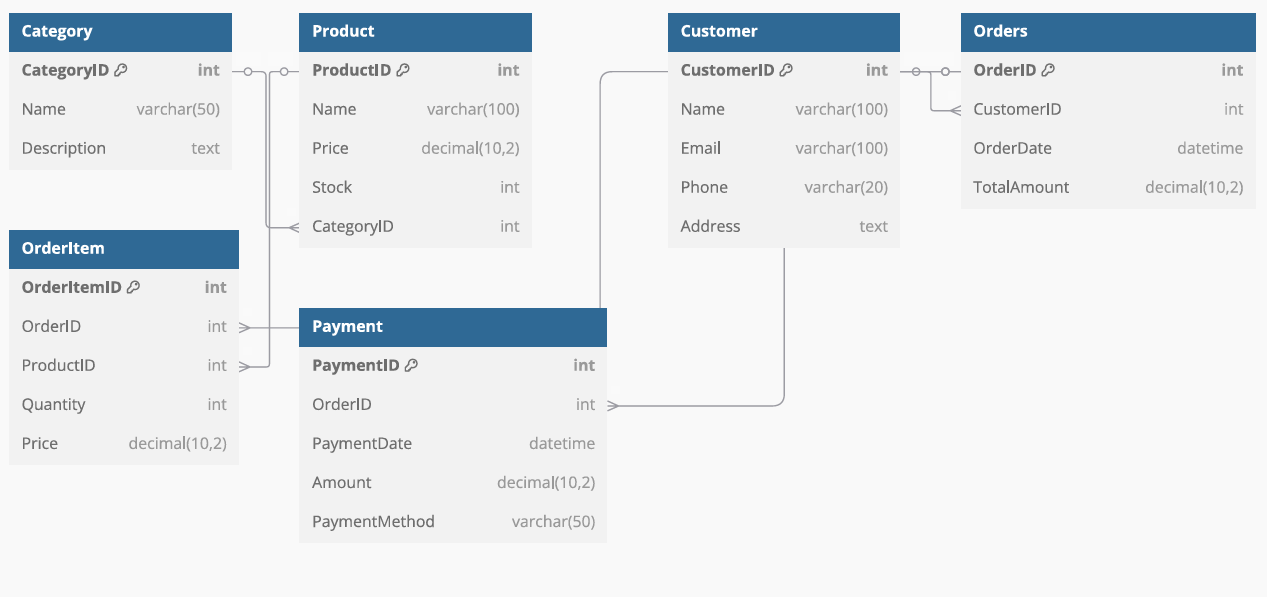 Category
CategoryID int
Name varchar(50)
Description text
Product
ProductID int
Name varchar(100)
Price decimal(10,2)
Stock int
CategoryID int
Customer
CustomerID int
Name varchar(100)
Email varchar(100)
Phone varchar(20)
Address text
Orders
OrderID int
CustomerID int
OrderDate datetime
TotalAmount decimal(10,2)
OrderItem
OrderItemID int
OrderID int
ProductID int
Quantity int
Price decimal(10,2)
Payment
PaymentID int
OrderID int
PaymentDate datetime
Amount decimal(10,2)
PaymentMethod varchar(50)